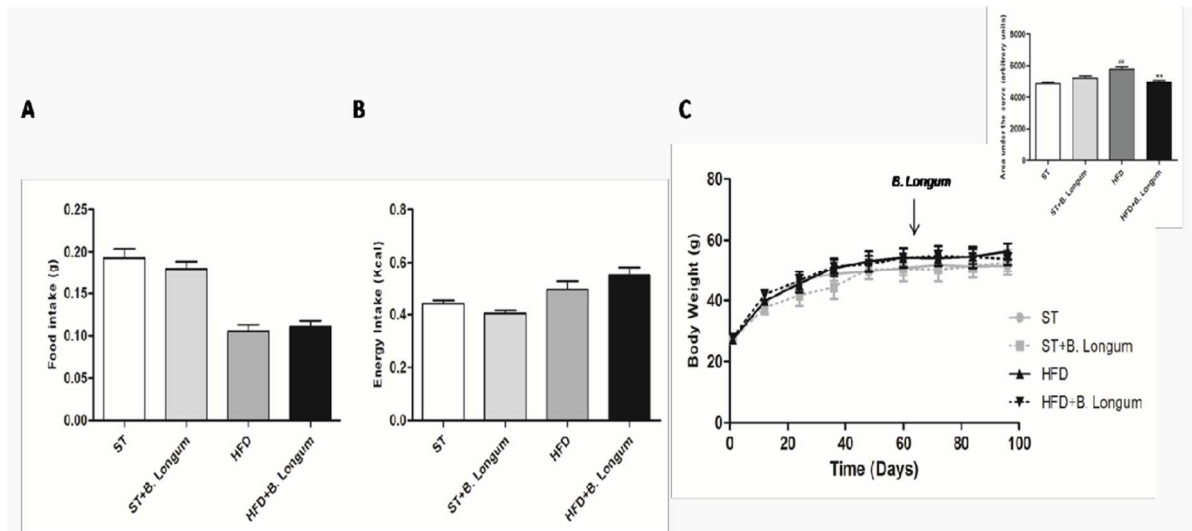 A
B
C
Food intake (g)
0.25
0.20
0.15
0.10
0.05
0.00
ST
ST+B. Longum
HFD
HFD+B. Longum
Energy Intake (Kcal)
0.8
0.6
0.4
0.2
0.0
ST
ST+B. Longum
HFD
HFD+B. Longum
Area under the curve (arbitrary units)
8000
6000
4000
2000
0
##
**
ST
ST+B. Longum
HFD
HFD+B. Longum
Body Weight (g)
80
60
40
20
0
B. Longum
ST
ST+B. Longum
HFD
HFD+B. Longum
0 20 40 60 80 100
Time (Days)